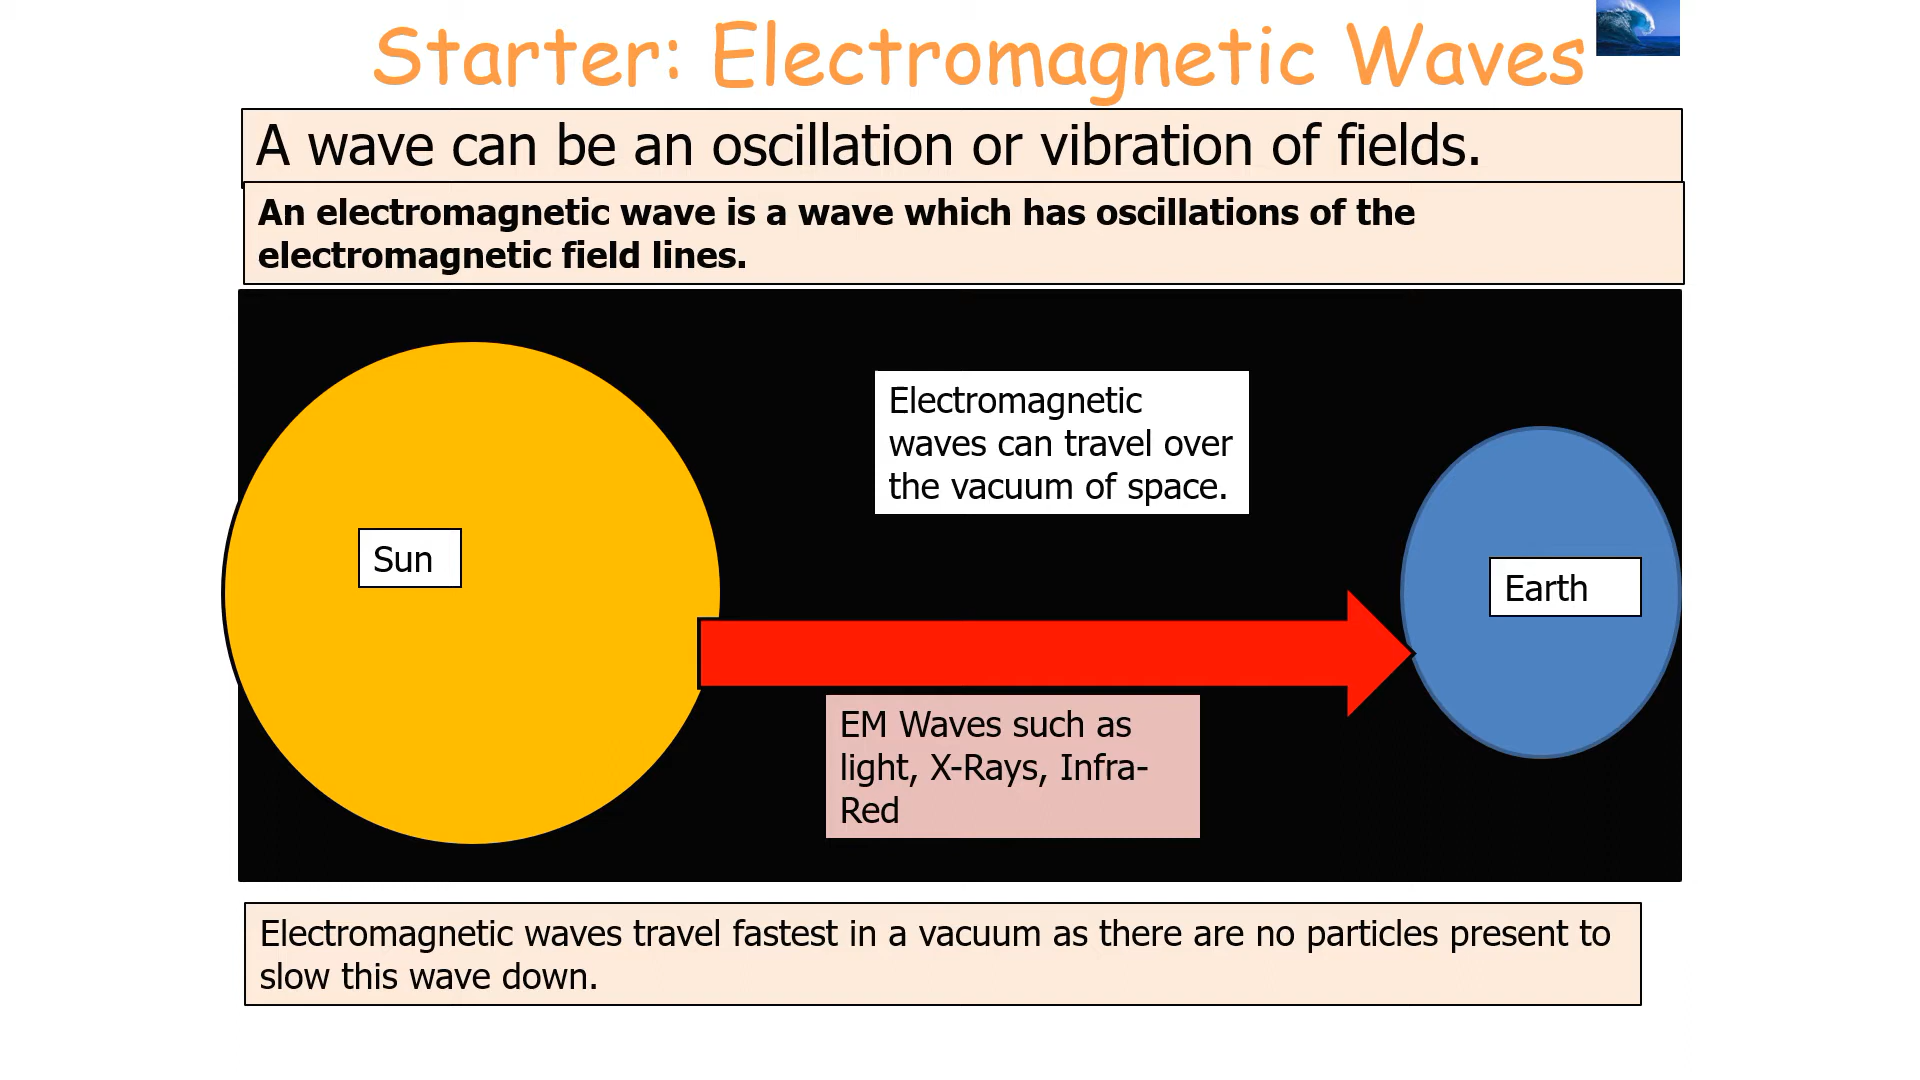 Starter: Electromagnetic Waves
A wave can be an oscillation or vibration of fields.
An electromagnetic wave is a wave which has oscillations of the
electromagnetic field lines.
Electromagnetic
waves can travel over
the vacuum of space.
Sun
Earth
EM Waves such as
light, X-Rays, Infra-
Red
Electromagnetic waves travel fastest in a vacuum as there are no particles present to
slow this wave down.